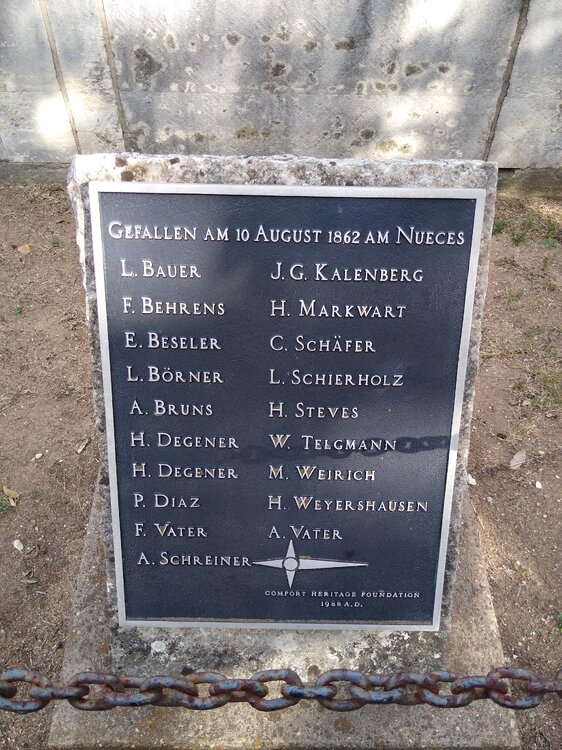 GEFALLEN AM 10 AUGUST 1862 AM NUECES
L. BAUER
F. BEHRENS
E. BESELER
L. BÖRNER
A. BRUNS
H. DEGENER
H. DEGENER
P. DIAZ
F. VATER
A. SCHREINER
J. G. KALENBERG
H. MARKWART
C. SCHÄFER
L. SCHIERHOLZ
H. STEVES
W. TELGMANN
M. WEIRICH
H. WEYERSHAUSEN
A. VATER
COMFORT HERITAGE FOUNDATION
1966 A.D.